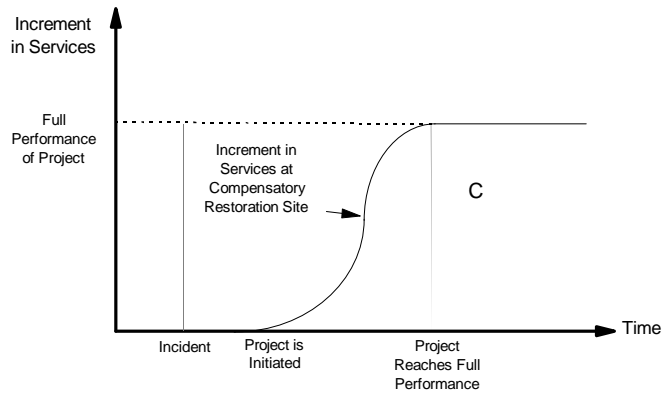 Increment
in Services
Full
Performance
of Project
Increment in
Services at
Compensatory
Restoration Site
C
Time
Incident
Project is
Initiated
Project
Reaches Full
Performance